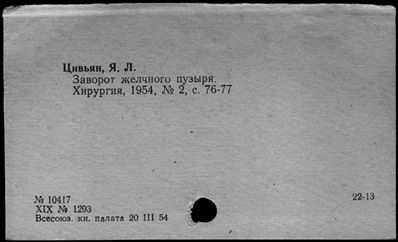 Цивьян, Я. Л.
Заворот желчного пузыря.
Хирургия, 1954, № 2, с. 76-77
№ 10417
22-13
XIX № 1293
Всесоюз. кн. палата 20 III 54